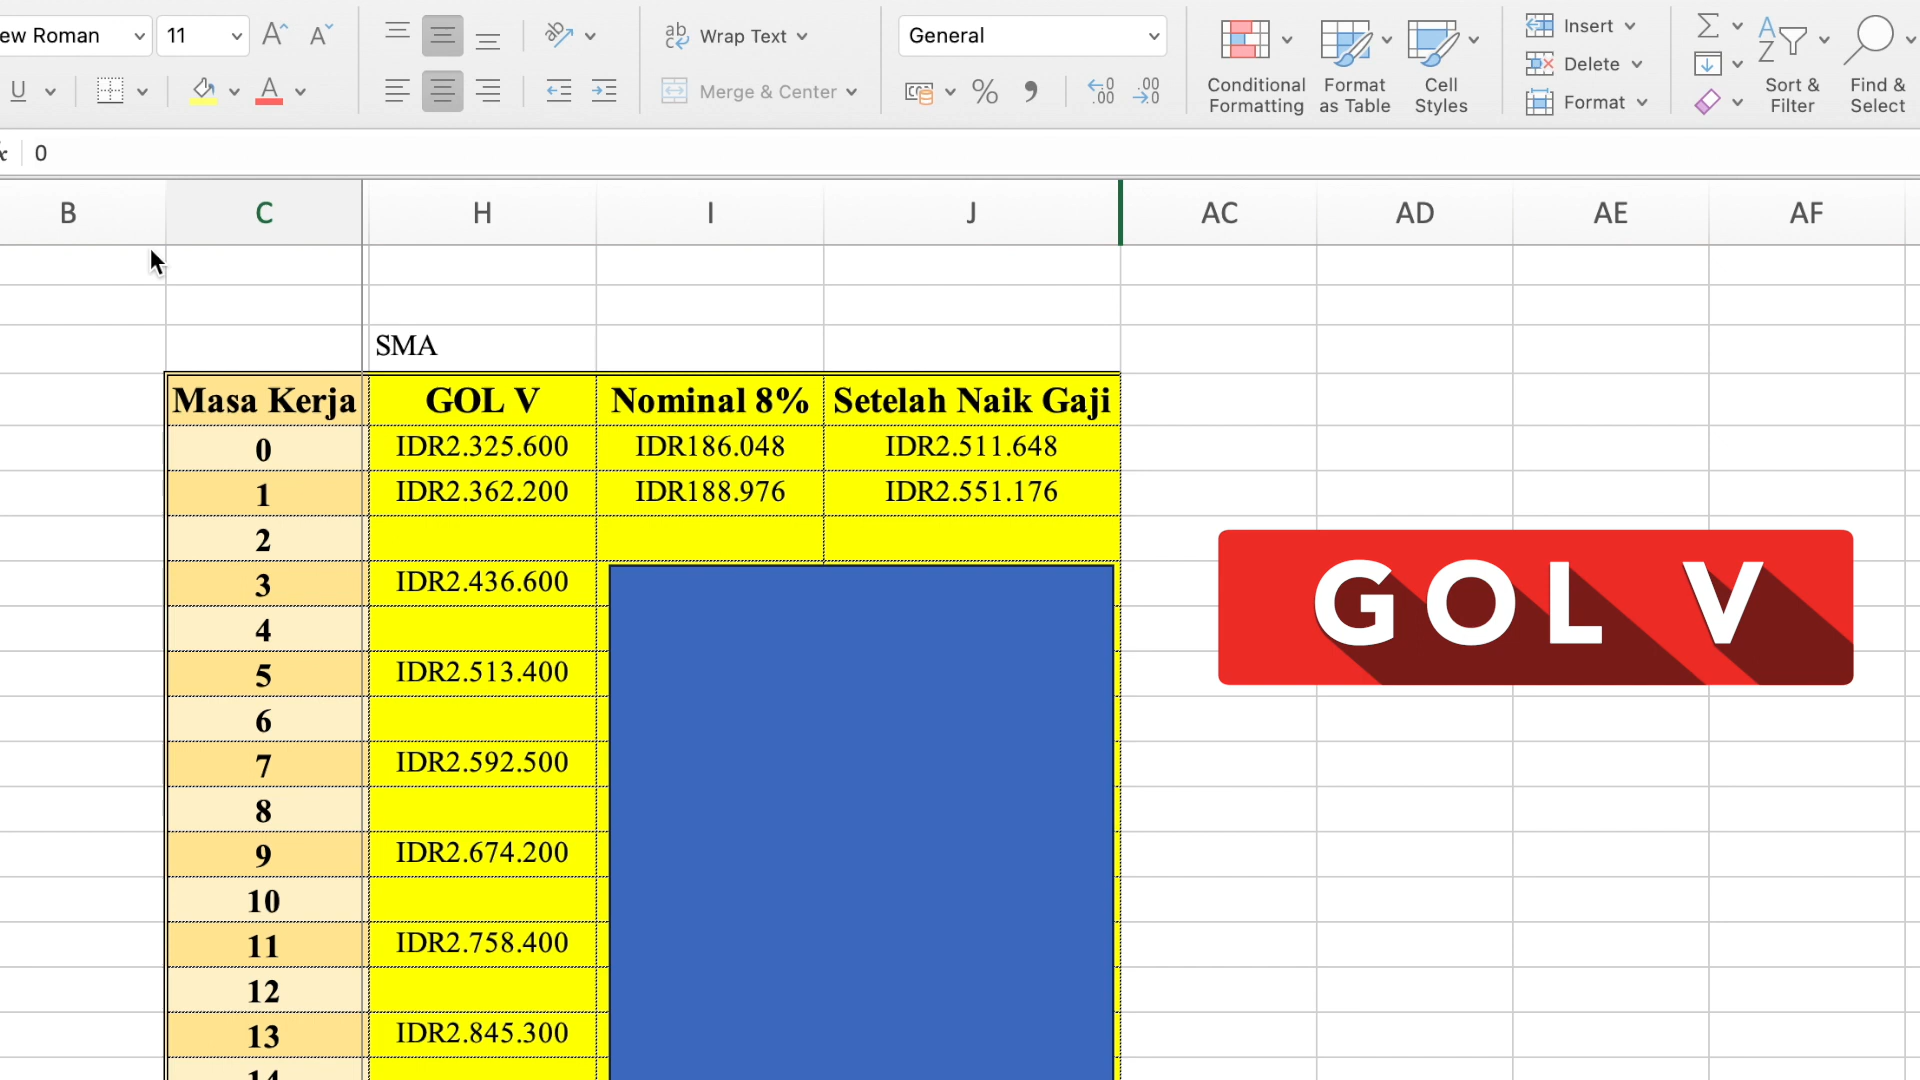 ew Roman 11 A A ab Wrap Text General Insert
U A Merge & Center % Conditional Formatting Format as Table Cell Styles Delete Format Sort & Filter Find & Select
0
B C H I J AC AD AE AF
SMA
Masa Kerja GOL V Nominal 8% Setelah Naik Gaji
0 IDR2.325.600 IDR186.048 IDR2.511.648
1 IDR2.362.200 IDR188.976 IDR2.551.176
2
3 IDR2.436.600
4
5 IDR2.513.400
6
7 IDR2.592.500
8
9 IDR2.674.200
10
11 IDR2.758.400
12
13 IDR2.845.300
14
GOL V